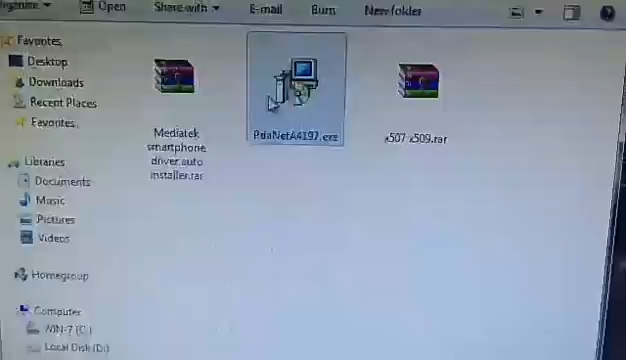 Organize Open Share with E-mail Burn New folder
Favorites
Desktop
Downloads
Recent Places
Favorites
Libraries
Documents
Music
Pictures
Videos
Homegroup
Computer
WIN-7 (C:)
Local Disk (D:)
Mediatek
smartphone
driver auto
installer.rar
PdaNetA4197.exe
x507 x509.rar